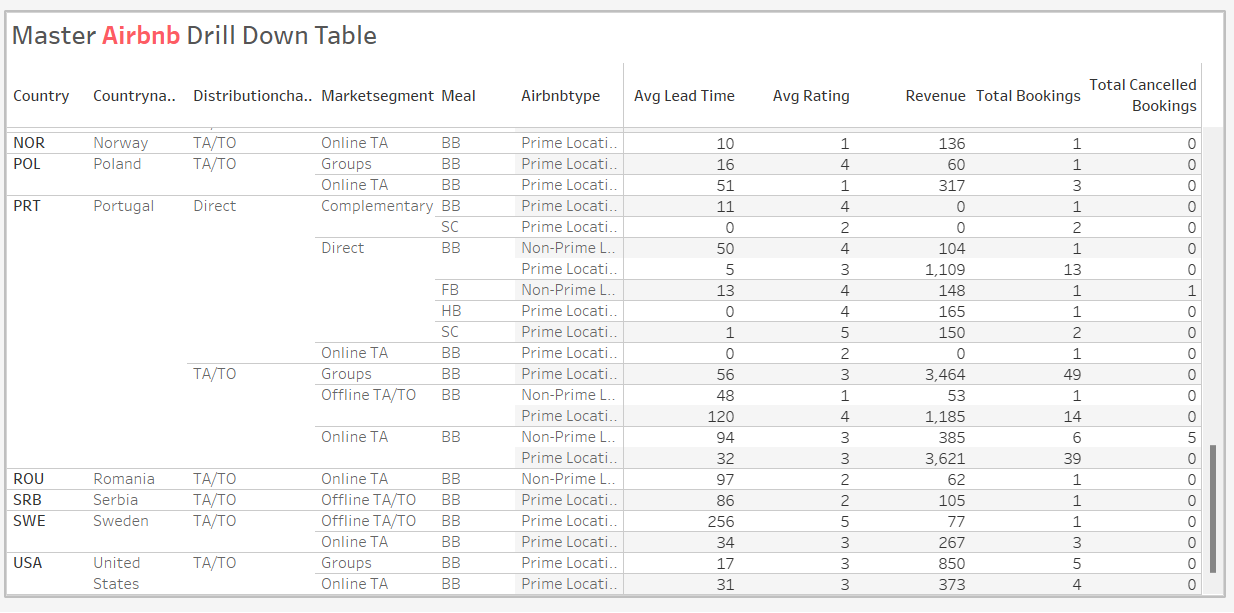 Master Airbnb Drill Down Table
Country Countryna.. Distributioncha.. Marketsegment Meal Airbnbtype Avg Lead Time Avg Rating Revenue Total Bookings Total Cancelled Bookings
NOR Norway TA/TO Online TA BB Prime Locati.. 10 1 136 1 0
POL Poland TA/TO Groups BB Prime Locati.. 16 4 60 1 0
Online TA BB Prime Locati.. 51 1 317 3 0
PRT Portugal Direct Complementary BB Prime Locati.. 11 4 0 1 0
SC Prime Locati.. 0 2 0 2 0
Direct BB Non-Prime L.. 50 4 104 1 0
Prime Locati.. 5 3 1,109 13 0
FB Non-Prime L.. 13 4 148 1 1
HB Prime Locati.. 0 4 165 1 0
SC Prime Locati.. 1 5 150 2 0
Online TA BB Prime Locati.. 0 2 0 1 0
TA/TO Groups BB Prime Locati.. 56 3 3,464 49 0
Offline TA/TO BB Non-Prime L.. 48 1 53 1 0
Prime Locati.. 120 4 1,185 14 0
Online TA BB Non-Prime L.. 94 3 385 6 5
Prime Locati.. 32 3 3,621 39 0
ROU Romania TA/TO Online TA BB Non-Prime L.. 97 2 62 1 0
SRB Serbia TA/TO Offline TA/TO BB Prime Locati.. 86 2 105 1 0
SWE Sweden TA/TO Offline TA/TO BB Prime Locati.. 256 5 77 1 0
Online TA BB Prime Locati.. 34 3 267 3 0
USA United TA/TO Groups BB Prime Locati.. 17 3 850 5 0
States Online TA BB Prime Locati.. 31 3 373 4 0